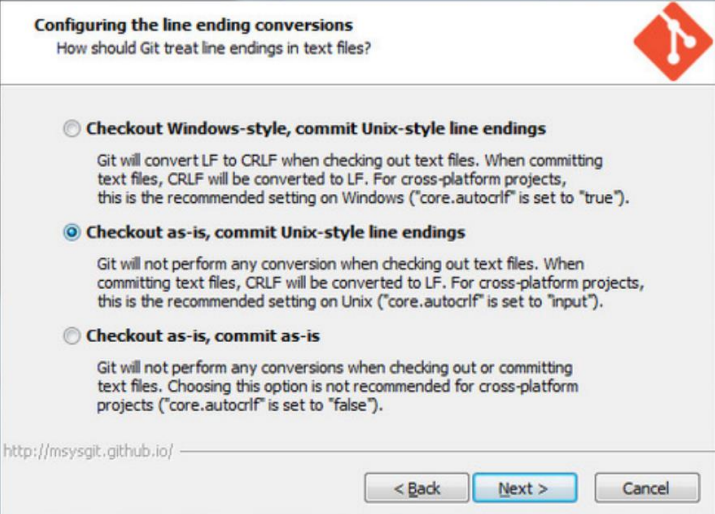 Configuring the line ending conversions
How should Git treat line endings in text files?
Checkout Windows-style, commit Unix-style line endings
Git will convert LF to CRLF when checking out text files. When committing
text files, CRLF will be converted to LF. For cross-platform projects,
this is the recommended setting on Windows ("core.autocrlf" is set to "true").
Checkout as-is, commit Unix-style line endings
Git will not perform any conversion when checking out text files. When
committing text files, CRLF will be converted to LF. For cross-platform projects,
this is the recommended setting on Unix ("core.autocrlf" is set to "input").
Checkout as-is, commit as-is
Git will not perform any conversions when checking out or committing
text files. Choosing this option is not recommended for cross-platform
projects ("core.autocrlf" is set to "false").
http://msysgit.github.io/
< Back
Next >
Cancel